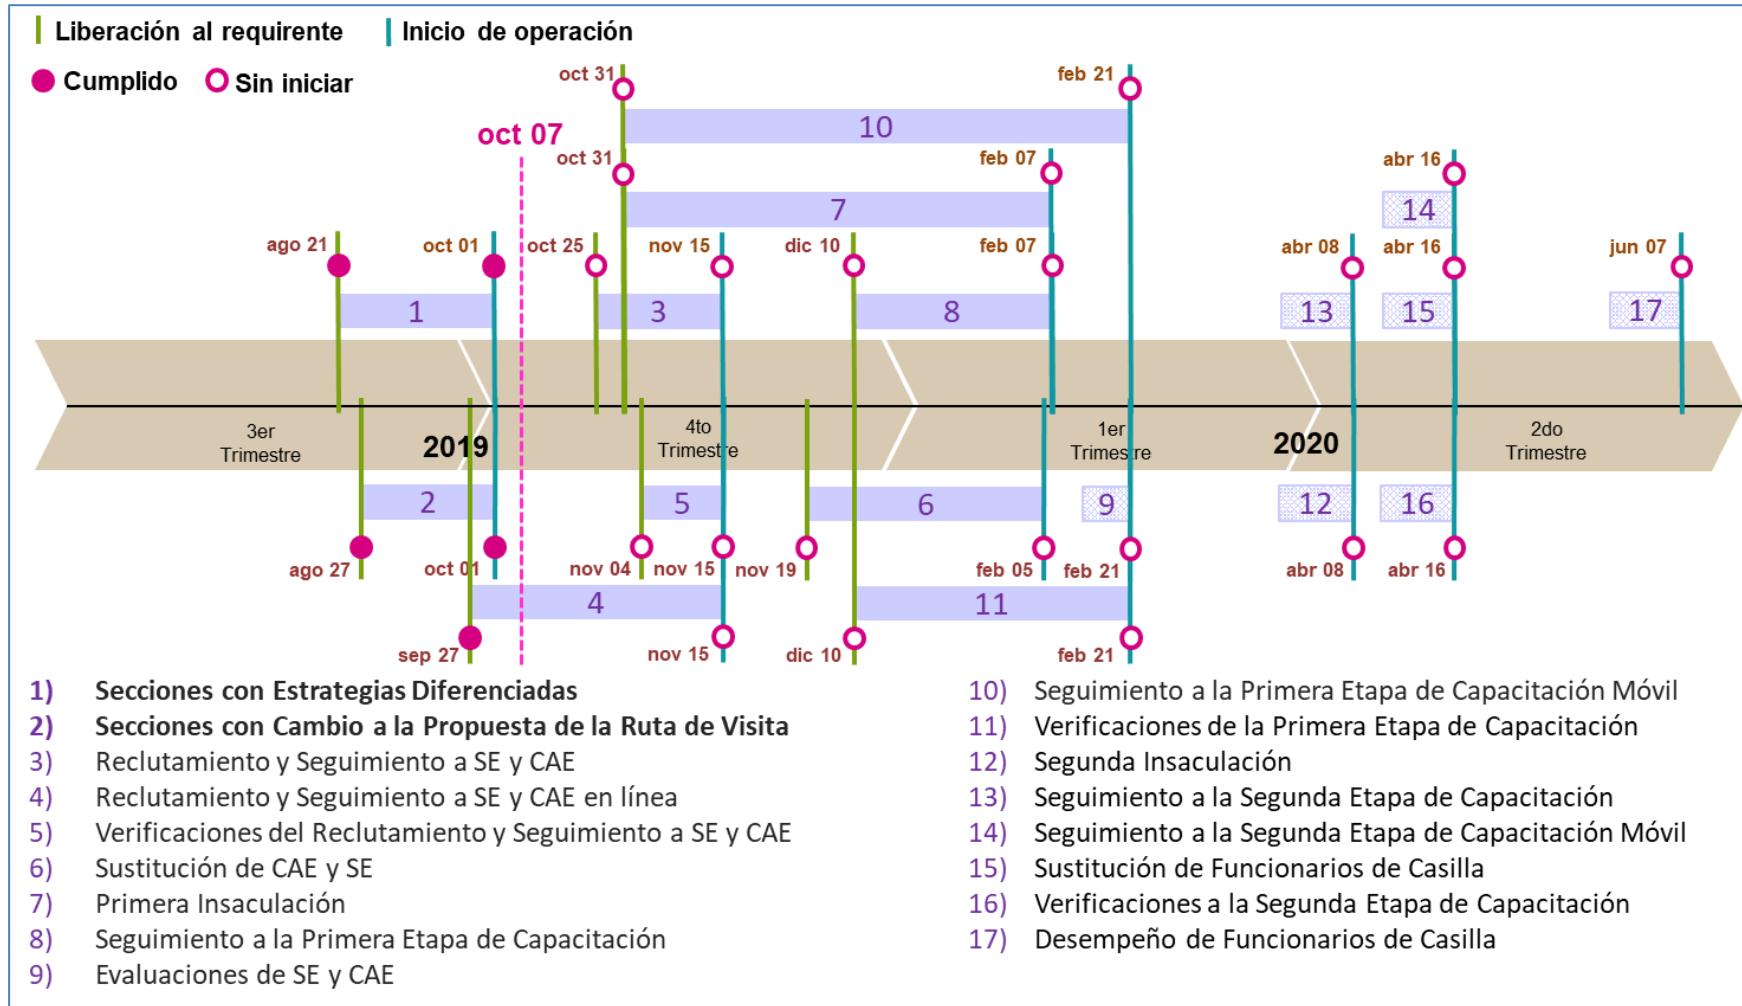 Liberación al requirente
Inicio de operación
Cumplido
Sin iniciar
oct 31
feb 21
10
oct 07
oct 31
feb 07
abr 16
7
14
ago 21
oct 01
oct 25
nov 15
dic 10
feb 07
abr 08
abr 16
jun 07
1
3
8
13
15
17
3er
Trimestre
2019
4to
Trimestre
1er
Trimestre
2020
2do
Trimestre
2
5
6
9
12
16
ago 27
oct 01
nov 04
nov 15
nov 19
feb 05
feb 21
abr 08
abr 16
4
11
sep 27
nov 15
dic 10
feb 21
1) Secciones con Estrategias Diferenciadas
2) Secciones con Cambio a la Propuesta de la Ruta de Visita
3) Reclutamiento y Seguimiento a SE y CAE
4) Reclutamiento y Seguimiento a SE y CAE en línea
5) Verificaciones del Reclutamiento y Seguimiento a SE y CAE
6) Sustitución de CAE y SE
7) Primera Insaculación
8) Seguimiento a la Primera Etapa de Capacitación
9) Evaluaciones de SE y CAE
10) Seguimiento a la Primera Etapa de Capacitación Móvil
11) Verificaciones de la Primera Etapa de Capacitación
12) Segunda Insaculación
13) Seguimiento a la Segunda Etapa de Capacitación
14) Seguimiento a la Segunda Etapa de Capacitación Móvil
15) Sustitución de Funcionarios de Casilla
16) Verificaciones a la Segunda Etapa de Capacitación
17) Desempeño de Funcionarios de Casilla